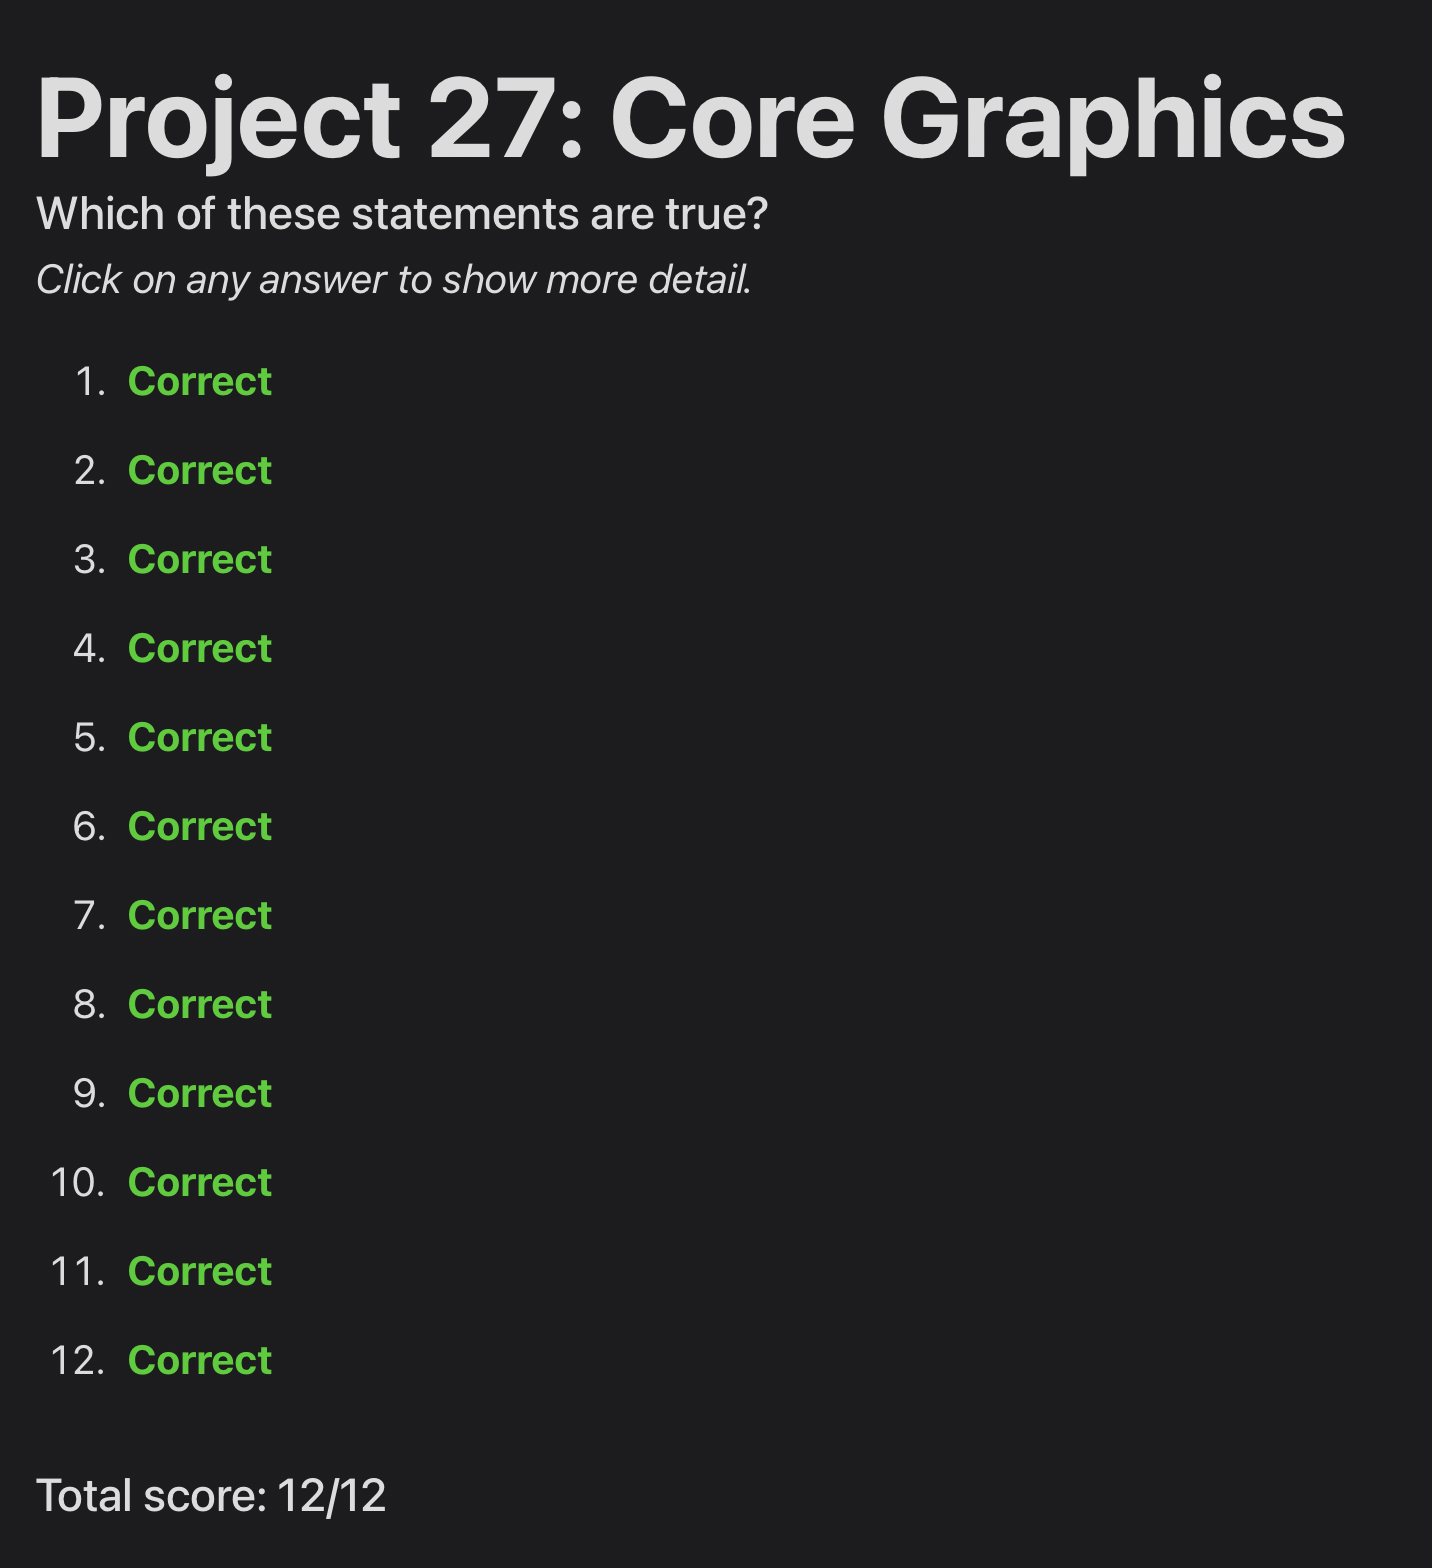 Project 27: Core Graphics
Which of these statements are true?
Click on any answer to show more detail.
1. Correct
2. Correct
3. Correct
4. Correct
5. Correct
6. Correct
7. Correct
8. Correct
9. Correct
10. Correct
11. Correct
12. Correct
Total score: 12/12